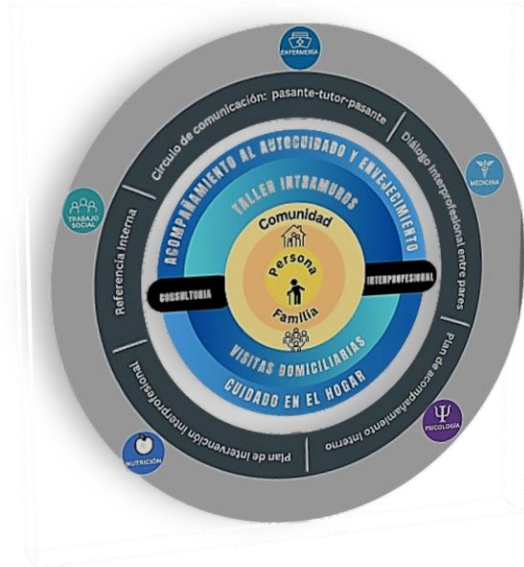 ENFERMERÍA
MEDICINA
PSICOLOGÍA
NUTRICIÓN
TRABAJO
SOCIAL
Círculo de comunicación: pasante-tutor-pasante
Diálogo interprofesional entre pares
Plan de acompañamiento interno
Plan de intervención interprofesional
Referencia Interna
ACOMPAÑAMIENTO AL AUTOCUIDADO Y ENVEJECIMIENTO
TALLER INTRAMUROS
Comunidad
Persona
Familia
CONSULTORIA
INTERPROFESIONAL
VISITAS DOMICILIARIAS
CUIDADO EN EL HOGAR